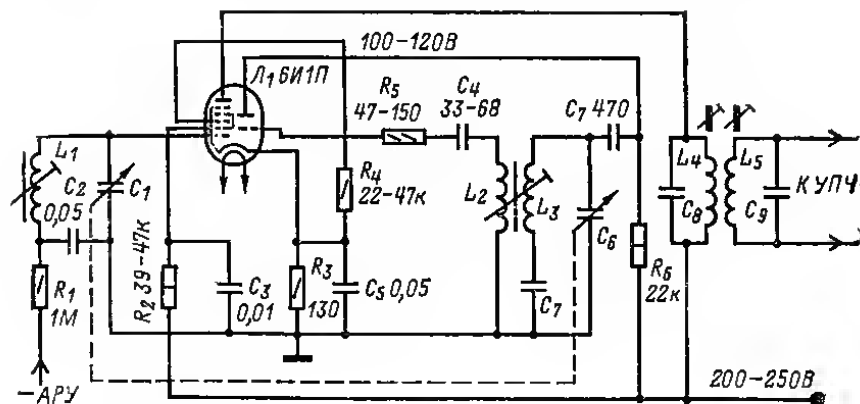 100-120В
Л1 6И1П
R5
47-150
C4
33-68
C7 470
L1
C2
0,05
C1
R4
22-47к
L2
L3
C6
L4
L5
C8
C9
К УПЧ
R1
1М
R2 39-47к
C3
0,01
R3
130
C5 0,05
C7
R6
22к
-АРУ
200-250В